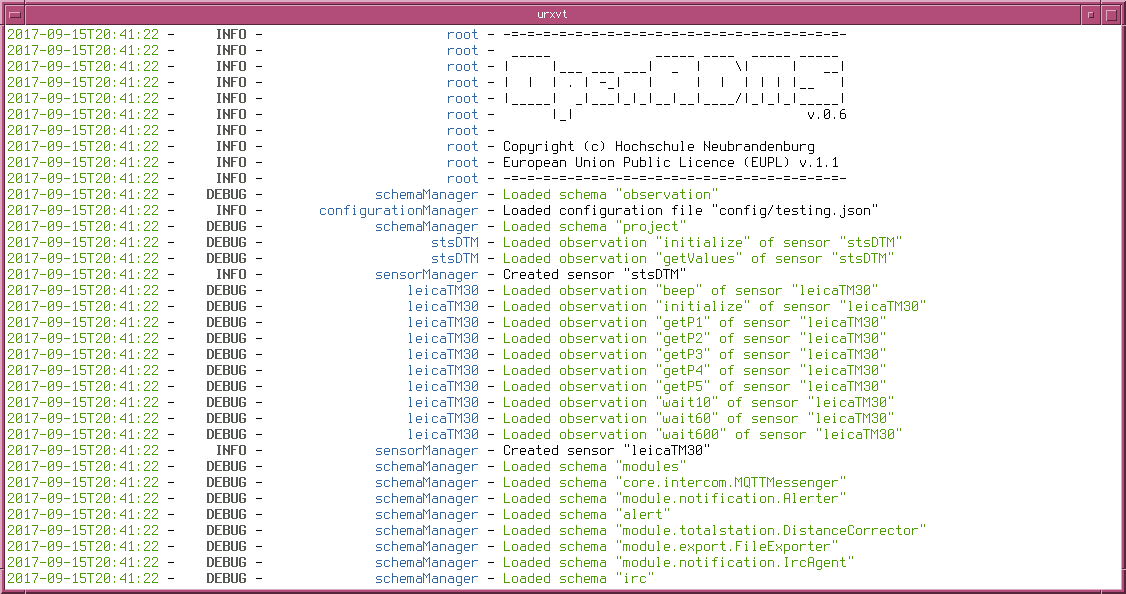 urxvt
2017-09-15T20:41:22 - INFO - root - -=-=-=-=-=-=-=-=-=-=-=-=-=-=-=-=-=-=-=-=-=-
2017-09-15T20:41:22 - INFO - root -
2017-09-15T20:41:22 - INFO - root -
2017-09-15T20:41:22 - INFO - root -
2017-09-15T20:41:22 - INFO - root -
2017-09-15T20:41:22 - INFO - root - v.0.6
2017-09-15T20:41:22 - INFO - root -
2017-09-15T20:41:22 - INFO - root - Copyright (c) Hochschule Neubrandenburg
2017-09-15T20:41:22 - INFO - root - European Union Public Licence (EUPL) v.1.1
2017-09-15T20:41:22 - INFO - root - -=-=-=-=-=-=-=-=-=-=-=-=-=-=-=-=-=-=-=-=-=-
2017-09-15T20:41:22 - DEBUG - schemaManager - Loaded schema "observation"
2017-09-15T20:41:22 - INFO - configurationManager - Loaded configuration file "config/testing.json"
2017-09-15T20:41:22 - DEBUG - schemaManager - Loaded schema "project"
2017-09-15T20:41:22 - DEBUG - stsDTM - Loaded observation "initialize" of sensor "stsDTM"
2017-09-15T20:41:22 - DEBUG - stsDTM - Loaded observation "getValues" of sensor "stsDTM"
2017-09-15T20:41:22 - INFO - sensorManager - Created sensor "stsDTM"
2017-09-15T20:41:22 - DEBUG - leicaTM30 - Loaded observation "beep" of sensor "leicaTM30"
2017-09-15T20:41:22 - DEBUG - leicaTM30 - Loaded observation "initialize" of sensor "leicaTM30"
2017-09-15T20:41:22 - DEBUG - leicaTM30 - Loaded observation "getP1" of sensor "leicaTM30"
2017-09-15T20:41:22 - DEBUG - leicaTM30 - Loaded observation "getP2" of sensor "leicaTM30"
2017-09-15T20:41:22 - DEBUG - leicaTM30 - Loaded observation "getP3" of sensor "leicaTM30"
2017-09-15T20:41:22 - DEBUG - leicaTM30 - Loaded observation "getP4" of sensor "leicaTM30"
2017-09-15T20:41:22 - DEBUG - leicaTM30 - Loaded observation "getP5" of sensor "leicaTM30"
2017-09-15T20:41:22 - DEBUG - leicaTM30 - Loaded observation "wait10" of sensor "leicaTM30"
2017-09-15T20:41:22 - DEBUG - leicaTM30 - Loaded observation "wait60" of sensor "leicaTM30"
2017-09-15T20:41:22 - DEBUG - leicaTM30 - Loaded observation "wait600" of sensor "leicaTM30"
2017-09-15T20:41:22 - INFO - sensorManager - Created sensor "leicaTM30"
2017-09-15T20:41:22 - DEBUG - schemaManager - Loaded schema "modules"
2017-09-15T20:41:22 - DEBUG - schemaManager - Loaded schema "core.intercom.MQTTMessenger"
2017-09-15T20:41:22 - DEBUG - schemaManager - Loaded schema "module.notification.Alerter"
2017-09-15T20:41:22 - DEBUG - schemaManager - Loaded schema "alert"
2017-09-15T20:41:22 - DEBUG - schemaManager - Loaded schema "module.totalstation.DistanceCorrector"
2017-09-15T20:41:22 - DEBUG - schemaManager - Loaded schema "module.export.FileExporter"
2017-09-15T20:41:22 - DEBUG - schemaManager - Loaded schema "module.notification.IrcAgent"
2017-09-15T20:41:22 - DEBUG - schemaManager - Loaded schema "irc"